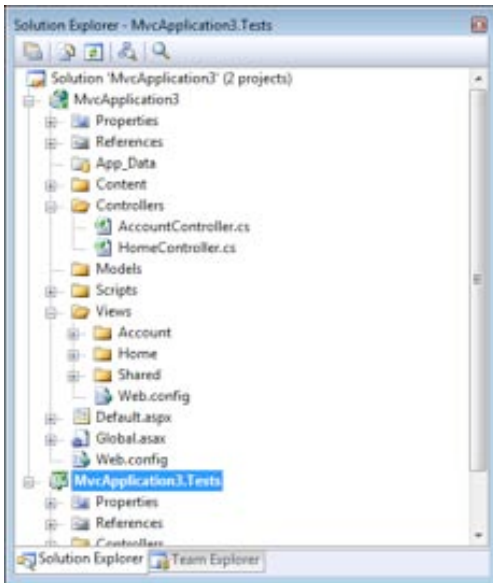 Solution Explorer - MvcApplication3.Tests
Solution 'MvcApplication3' (2 projects)
MvcApplication3
Properties
References
App_Data
Content
Controllers
AccountController.cs
HomeController.cs
Models
Scripts
Views
Account
Home
Shared
Web.config
Default.aspx
Global.asax
Web.config
MvcApplication3.Tests
Properties
References
Controllers
Solution Explorer Team Explorer